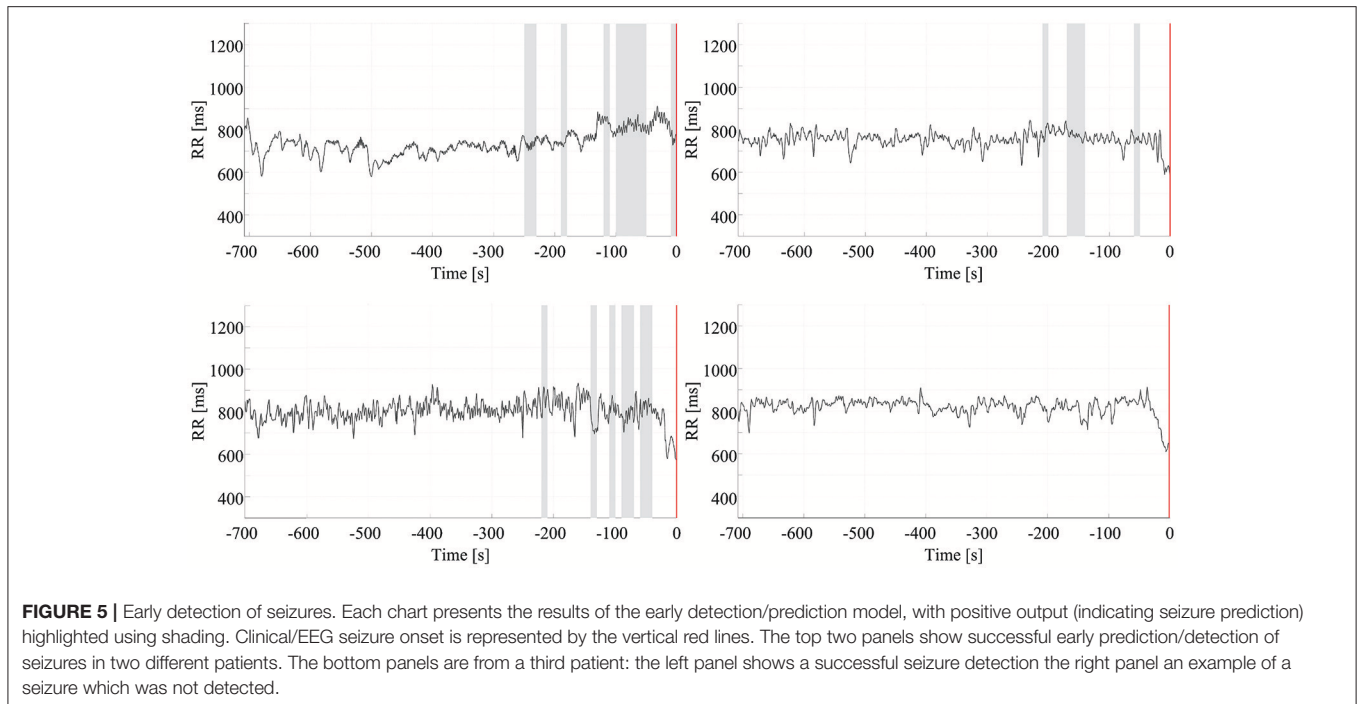 1200
1000
800
600
400
RR [ms]
-700 -600 -500 -400 -300 -200 -100 0
Time [s]
1200
1000
800
600
400
RR [ms]
-700 -600 -500 -400 -300 -200 -100 0
Time [s]
1200
1000
800
600
400
RR [ms]
-700 -600 -500 -400 -300 -200 -100 0
Time [s]
1200
1000
800
600
400
RR [ms]
-700 -600 -500 -400 -300 -200 -100 0
Time [s]
FIGURE 5 | Early detection of seizures. Each chart presents the results of the early detection/prediction model, with positive output (indicating seizure prediction)
highlighted using shading. Clinical/EEG seizure onset is represented by the vertical red lines. The top two panels show successful early prediction/detection of
seizures in two different patients. The bottom panels are from a third patient: the left panel shows a successful seizure detection the right panel an example of a
seizure which was not detected.